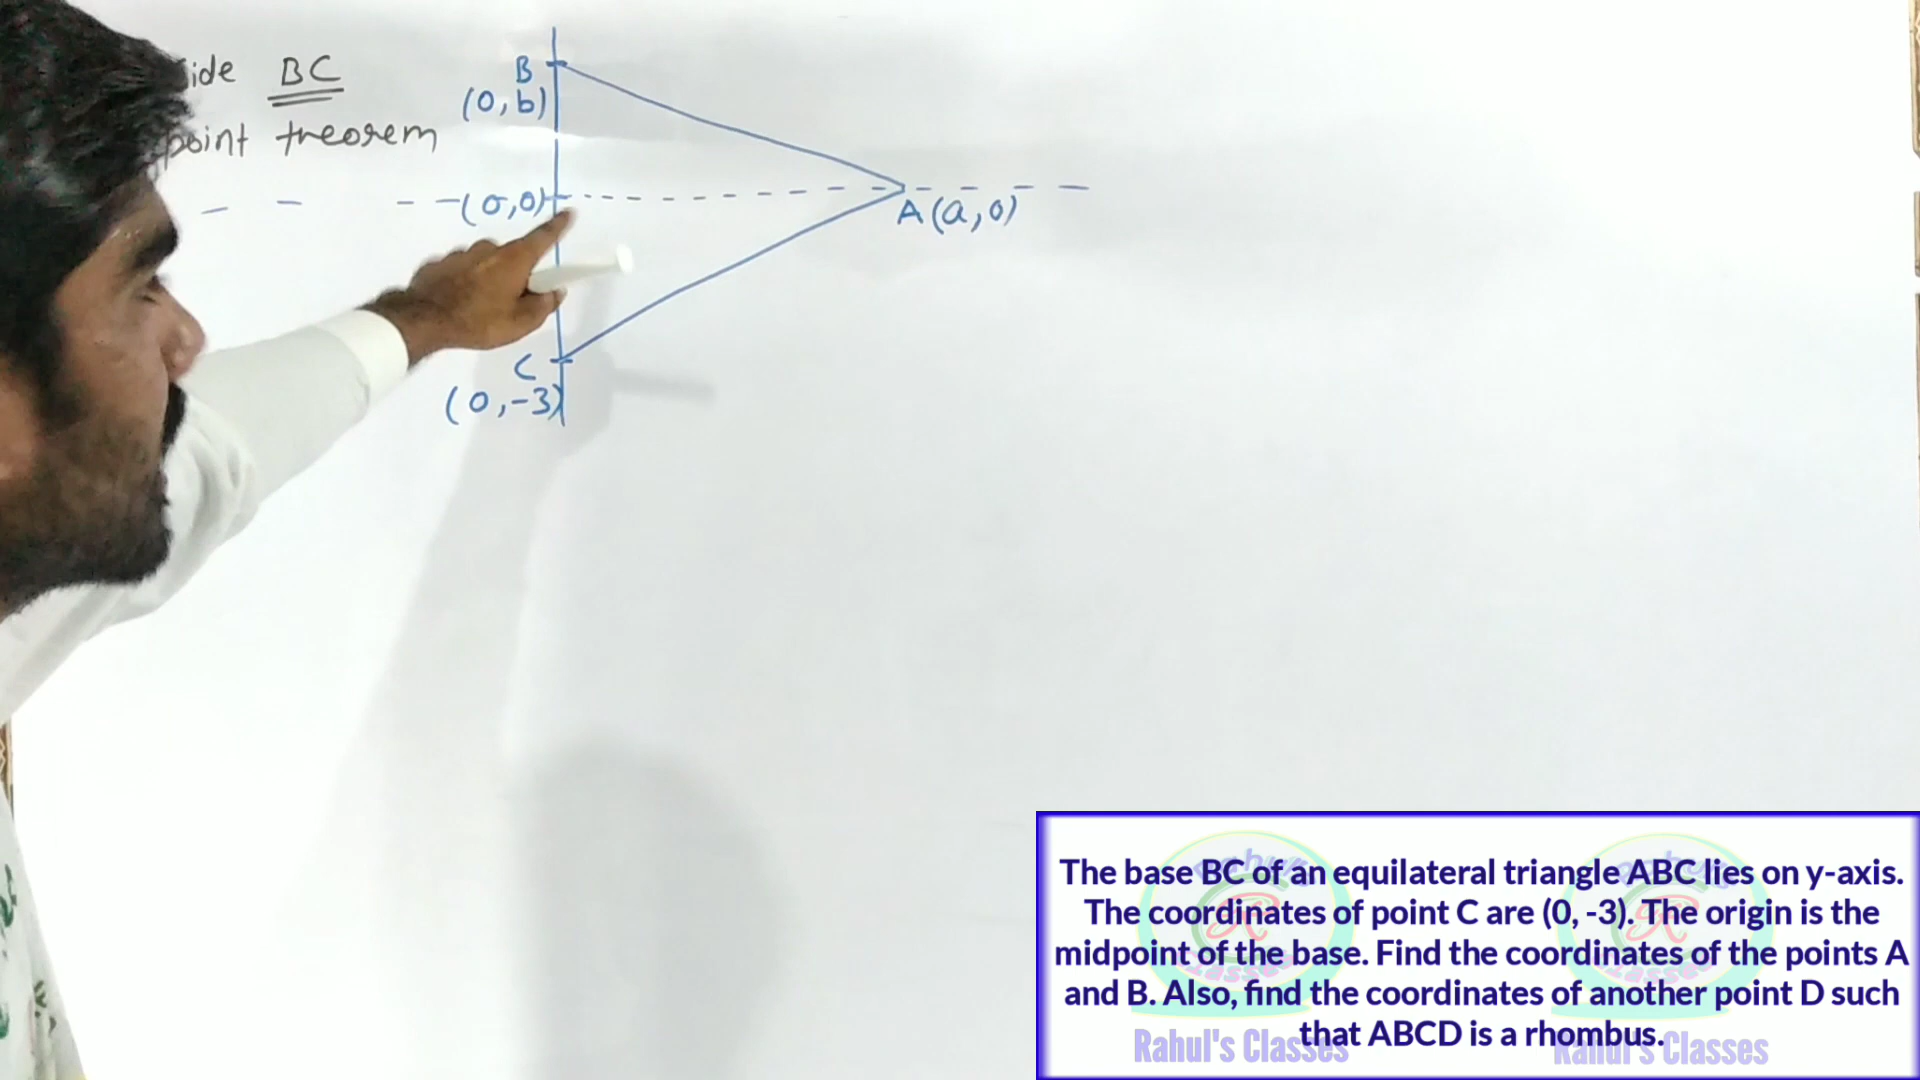 ide BC
point treorem
B
(0, b)
(0,0)
A (a, 0)
C
(0, -3)
The base BC of an equilateral triangle ABC lies on y-axis.
The coordinates of point C are (0, -3). The origin is the
midpoint of the base. Find the coordinates of the points A
and B. Also, find the coordinates of another point D such
that ABCD is a rhombus.
Rahul's Classes
Rahul's Classes